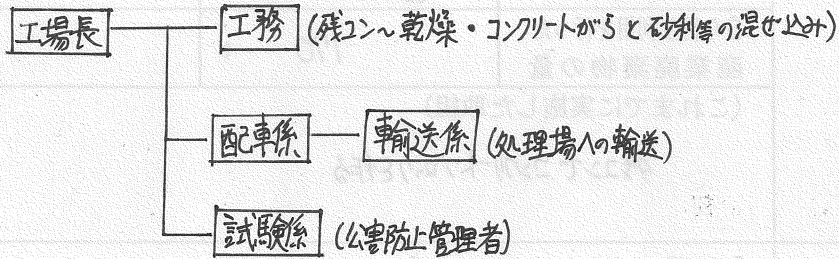 工場長 工務 (残コン～乾燥・コンクリートがらと砂利等の混ぜ込み)
配車係 輸送係 (処理場への輸送)
試験係 (公害防止管理者)